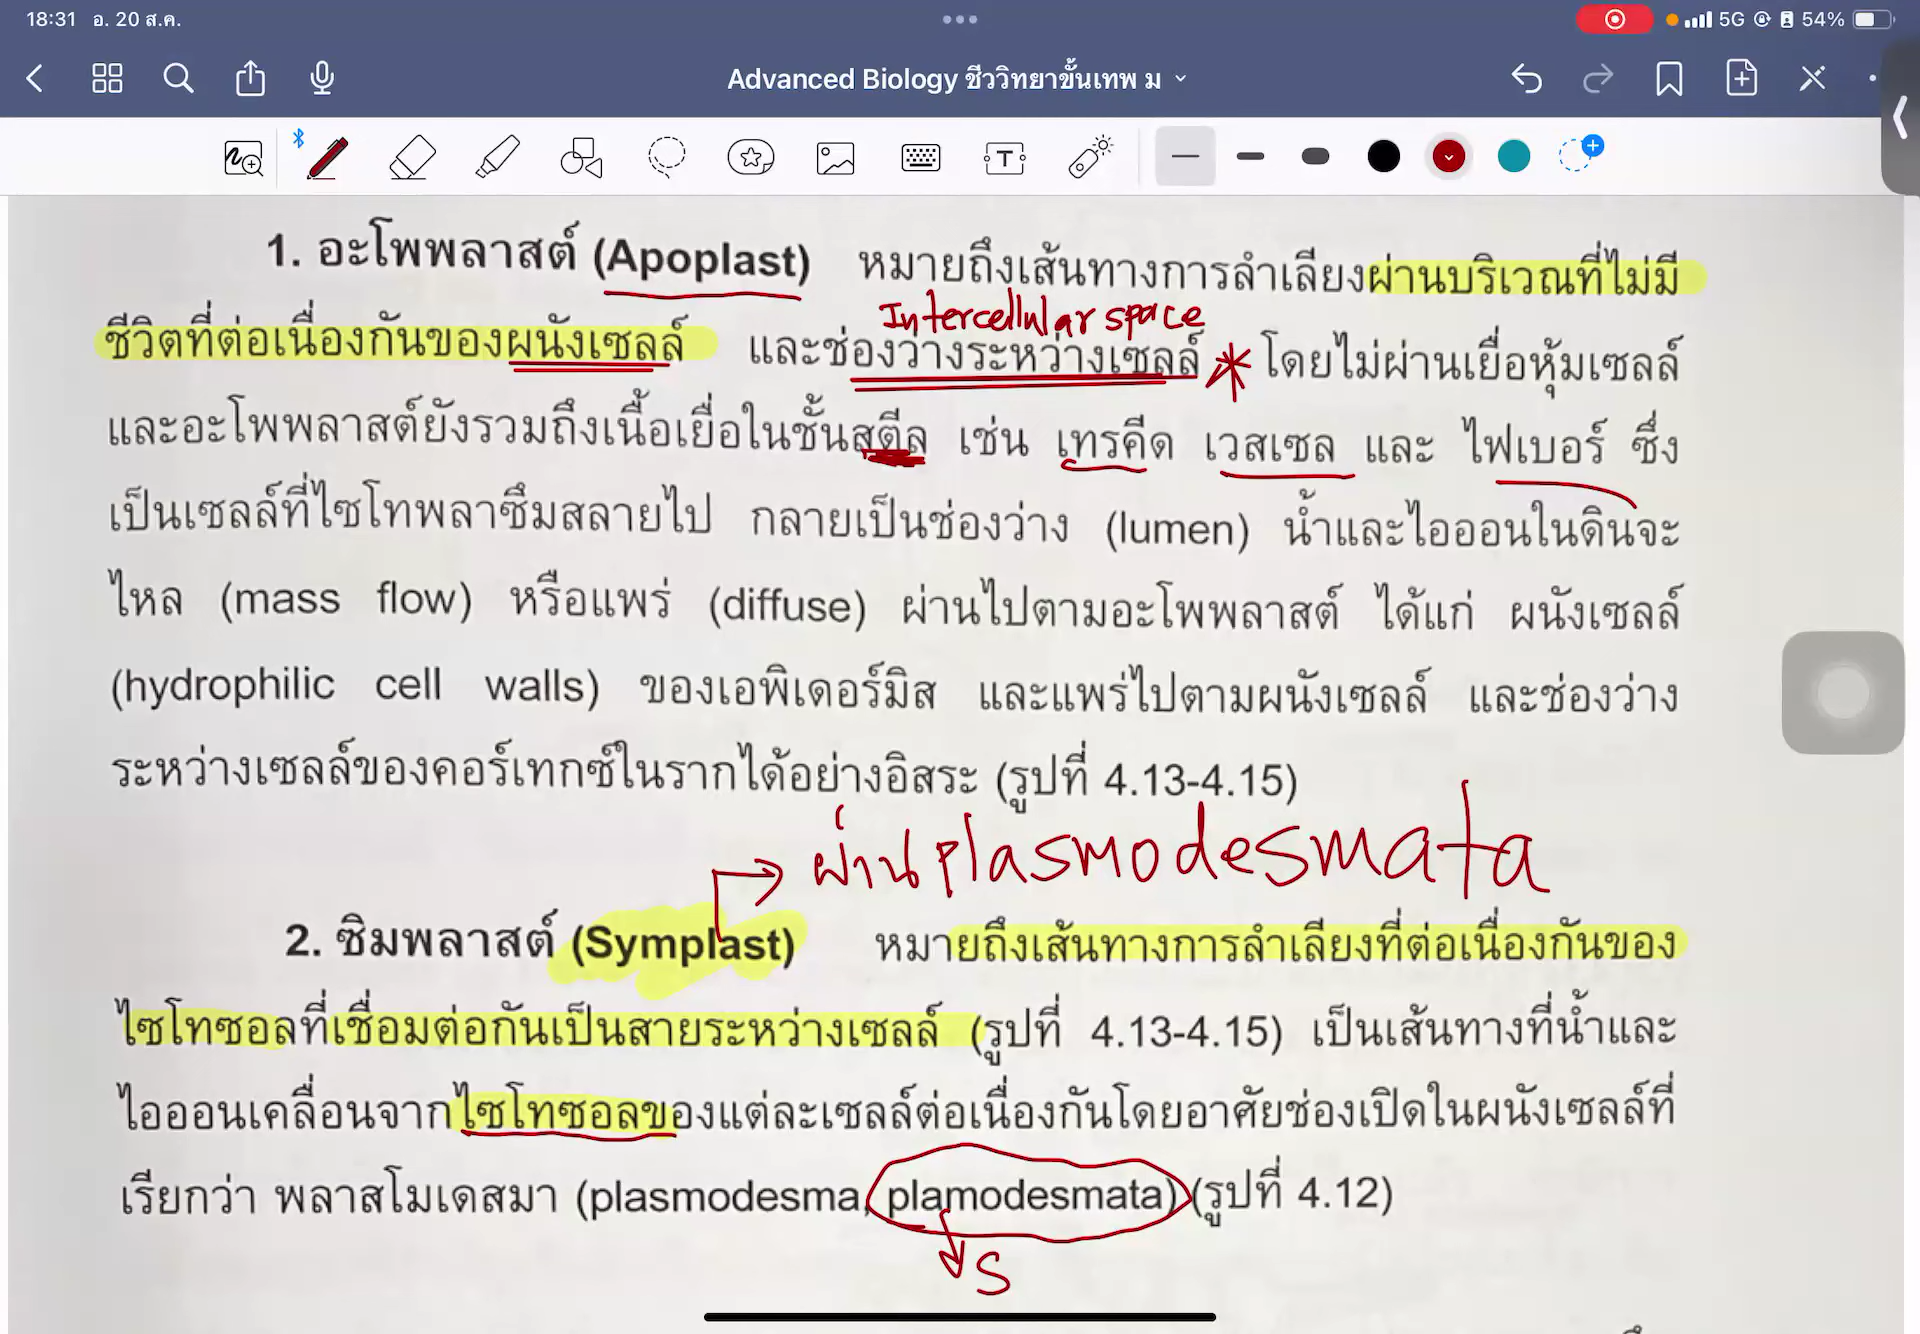 18:31 อ. 20 ส.ค.
5G 54%
Advanced Biology ชีววิทยาชั้นเทพ ม
T
1. อะโพพลาสต์ (Apoplast) หมายถึงเส้นทางการลำเลียงผ่านบริเวณที่ไม่มี
Intercellular space
ชีวิตที่ต่อเนื่องกันของผนังเซลล์ และช่องว่างระหว่างเซลล์ * โดยไม่ผ่านเยื่อหุ้มเซลล์
และอะโพพลาสต์ยังรวมถึงเนื้อเยื่อในชั้นสตีล เช่น เทรคีด เวสเซล และ ไฟเบอร์ ซึ่ง
เป็นเซลล์ที่ไซโทพลาซึมสลายไป กลายเป็นช่องว่าง (lumen) น้ำและไอออนในดินจะ
ไหล (mass flow) หรือแพร่ (diffuse) ผ่านไปตามอะโพพลาสต์ ได้แก่ ผนังเซลล์
(hydrophilic cell walls) ของเอพิเดอร์มิส และแพร่ไปตามผนังเซลล์ และช่องว่าง
ระหว่างเซลล์ของคอร์เทกซ์ในรากได้อย่างอิสระ (รูปที่ 4.13-4.15)
ผ่าน plasmodesmata
2. ซิมพลาสต์ (Symplast) หมายถึงเส้นทางการลำเลียงที่ต่อเนื่องกันของ
ไซโทซอลที่เชื่อมต่อกันเป็นสายระหว่างเซลล์ (รูปที่ 4.13-4.15) เป็นเส้นทางที่น้ำและ
ไอออนเคลื่อนจากไซโทซอลของแต่ละเซลล์ต่อเนื่องกันโดยอาศัยช่องเปิดในผนังเซลล์ที่
เรียกว่า พลาสโมเดสมา (plasmodesma, plamodesmata) (รูปที่ 4.12)
S